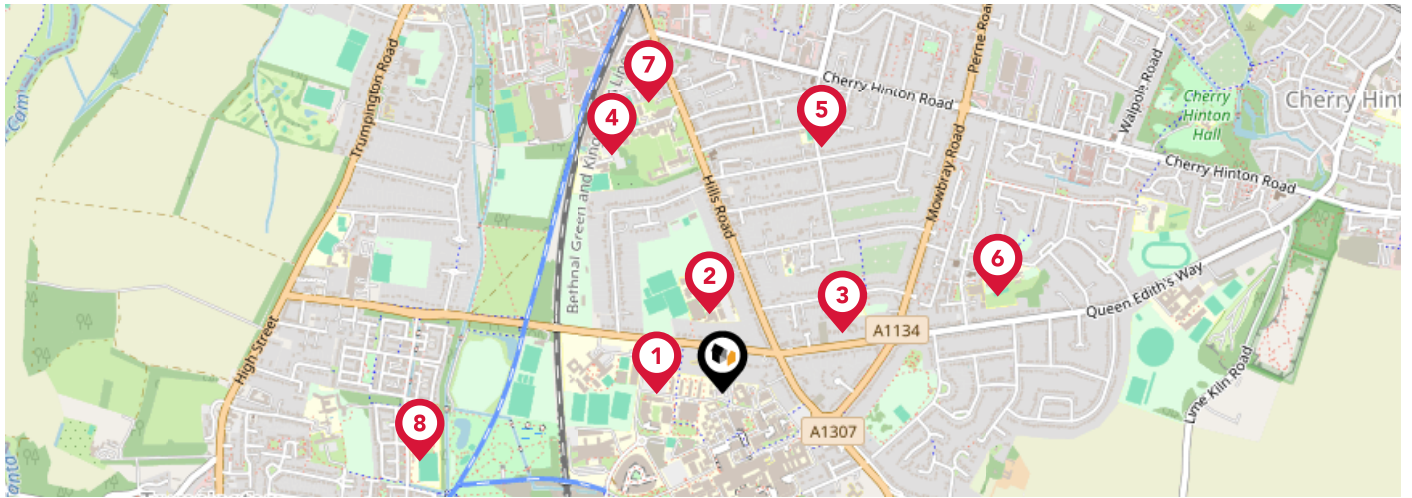 Trumpington Road
Perne Road
Walpole Road
7
Cherry Hinton Road
5
4
Cherry
Hinton
Hall
Cherry Hint
Cam
Bethnal Green and King
s Lin
Hills Road
Mowbray Road
Cherry Hinton Road
6
2
3
Queen Edith's Way
A1134
High Street
1
Lime Kiln Road
8
A1307
anta